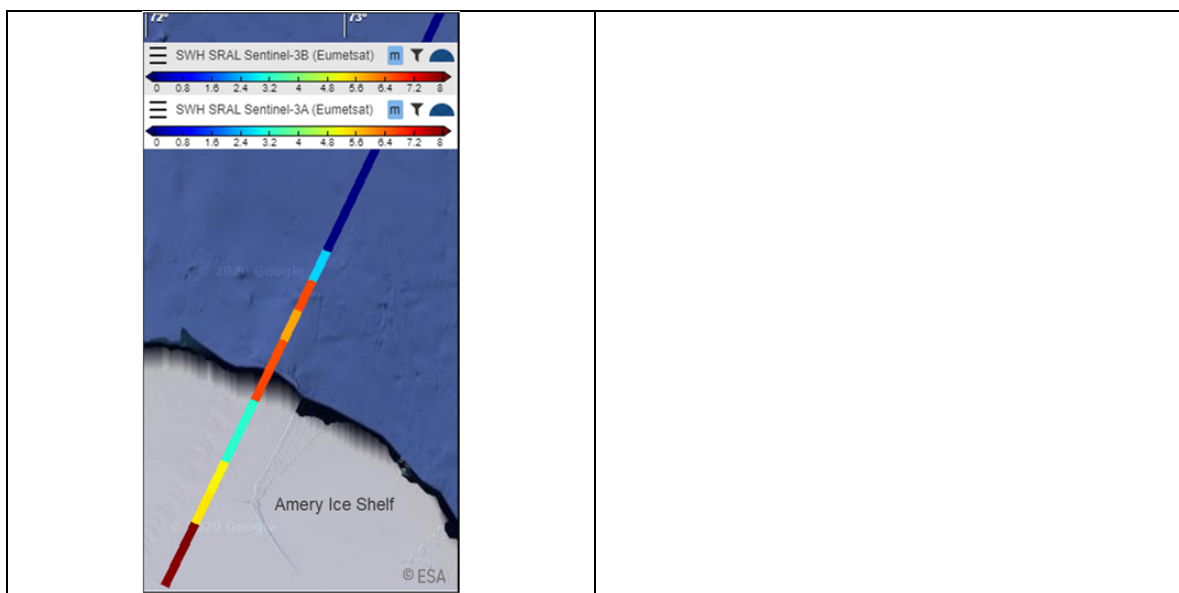 72° 73°
SWH SRAL Sentinel-3B (Eumetsat) m
0 0.8 1.6 2.4 3.2 4 4.8 5.6 6.4 7.2 8
SWH SRAL Sentinel-3A (Eumetsat) m
0 0.8 1.6 2.4 3.2 4 4.8 5.6 6.4 7.2 8
© 2020 Google
Amery Ice Shelf
© 2020 Google
© ESA